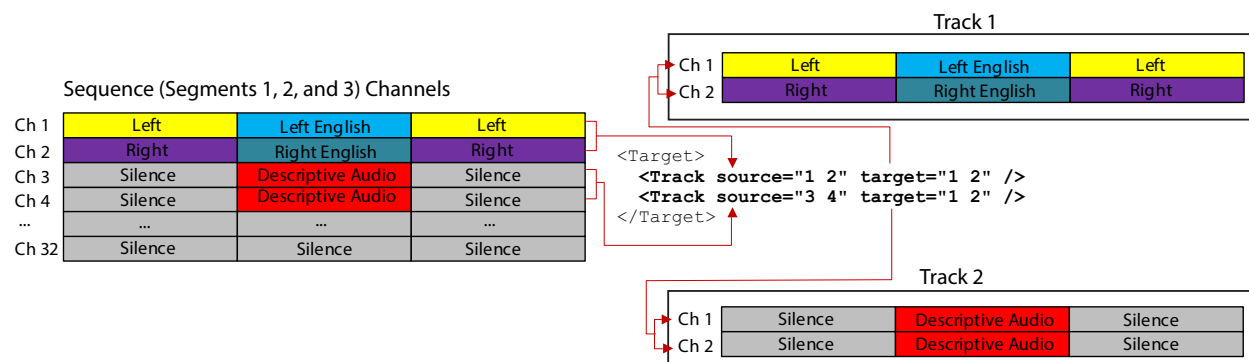 Track 1
Ch 1 Left Left English Left
Ch 2 Right Right English Right
Sequence (Segments 1, 2, and 3) Channels
Ch 1 Left Left English Left
Ch 2 Right Right English Right
Ch 3 Silence Descriptive Audio Silence
Ch 4 Silence Descriptive Audio Silence
... ... ... ...
Ch 32 Silence Silence Silence
<Target>
<Track source="1 2" target="1 2" />
<Track source="3 4" target="1 2" />
</Target>
Track 2
Ch 1 Silence Descriptive Audio Silence
Ch 2 Silence Descriptive Audio Silence